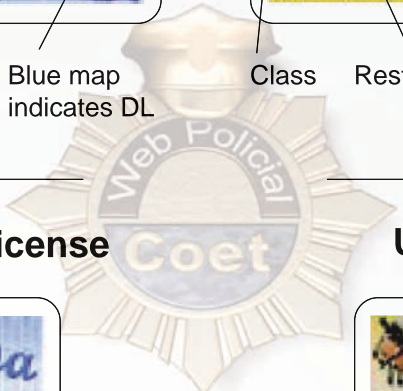 Blue map
indicates DL
Class
Web Policial
Coet
icense